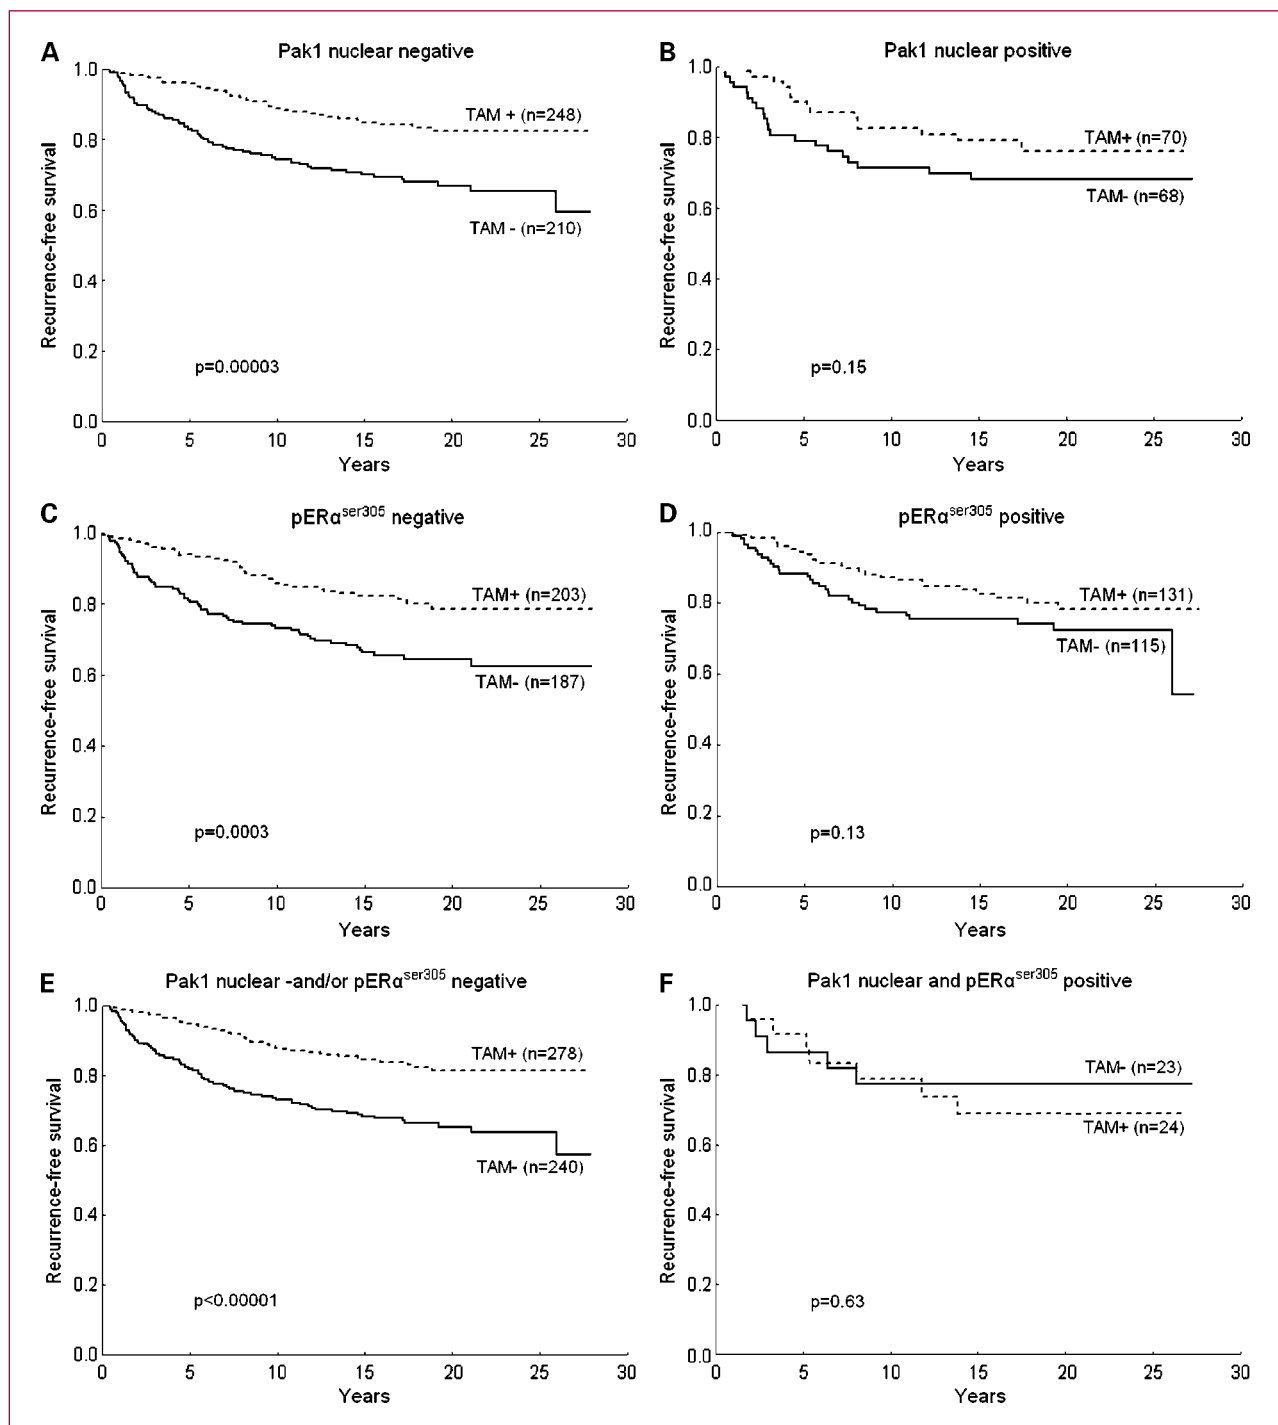 A
Pak1 nuclear negative
Recurrence-free survival
1.0
0.8
0.6
0.4
0.2
0.0
TAM + (n=248)
TAM - (n=210)
p=0.00003
0 5 10 15 20 25 30
Years
B
Pak1 nuclear positive
Recurrence-free survival
1.0
0.8
0.6
0.4
0.2
0.0
TAM+ (n=70)
TAM- (n=68)
p=0.15
0 5 10 15 20 25 30
Years
C
pERαser305 negative
Recurrence-free survival
1.0
0.8
0.6
0.4
0.2
0.0
TAM+ (n=203)
TAM- (n=187)
p=0.0003
0 5 10 15 20 25 30
Years
D
pERαser305 positive
Recurrence-free survival
1.0
0.8
0.6
0.4
0.2
0.0
TAM+ (n=131)
TAM- (n=115)
p=0.13
0 5 10 15 20 25 30
Years
E
Pak1 nuclear -and/or pERαser305 negative
Recurrence-free survival
1.0
0.8
0.6
0.4
0.2
0.0
TAM+ (n=278)
TAM- (n=240)
p<0.00001
0 5 10 15 20 25 30
Years
F
Pak1 nuclear and pERαser305 positive
Recurrence-free survival
1.0
0.8
0.6
0.4
0.2
0.0
TAM- (n=23)
TAM+ (n=24)
p=0.63
0 5 10 15 20 25 30
Years